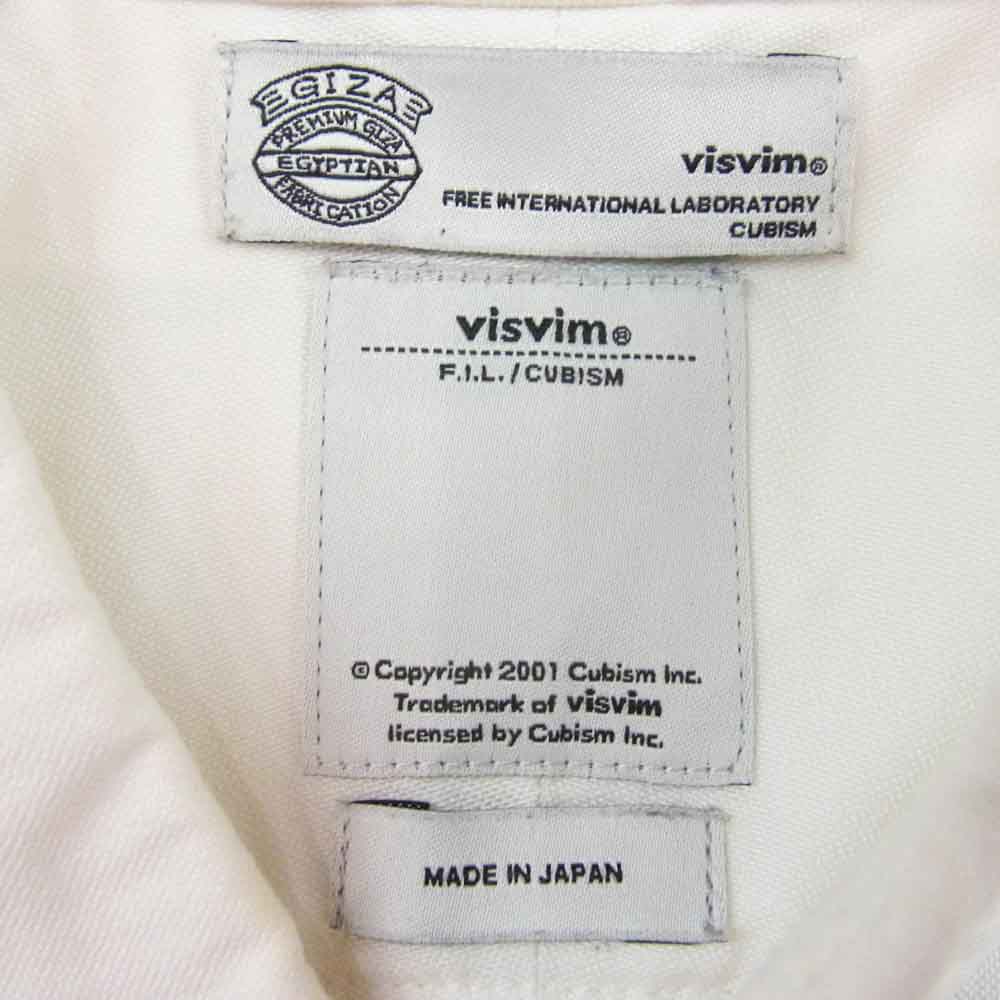 GIZA
PREMIUM GIZA
EGYPTIAN
FABRICATION
visvim®
FREE INTERNATIONAL LABORATORY
CUBISM
visvim®
F.I.L./CUBISM
© Copyright 2001 Cubism Inc.
Trademark of visvim
licensed by Cubism Inc.
MADE IN JAPAN